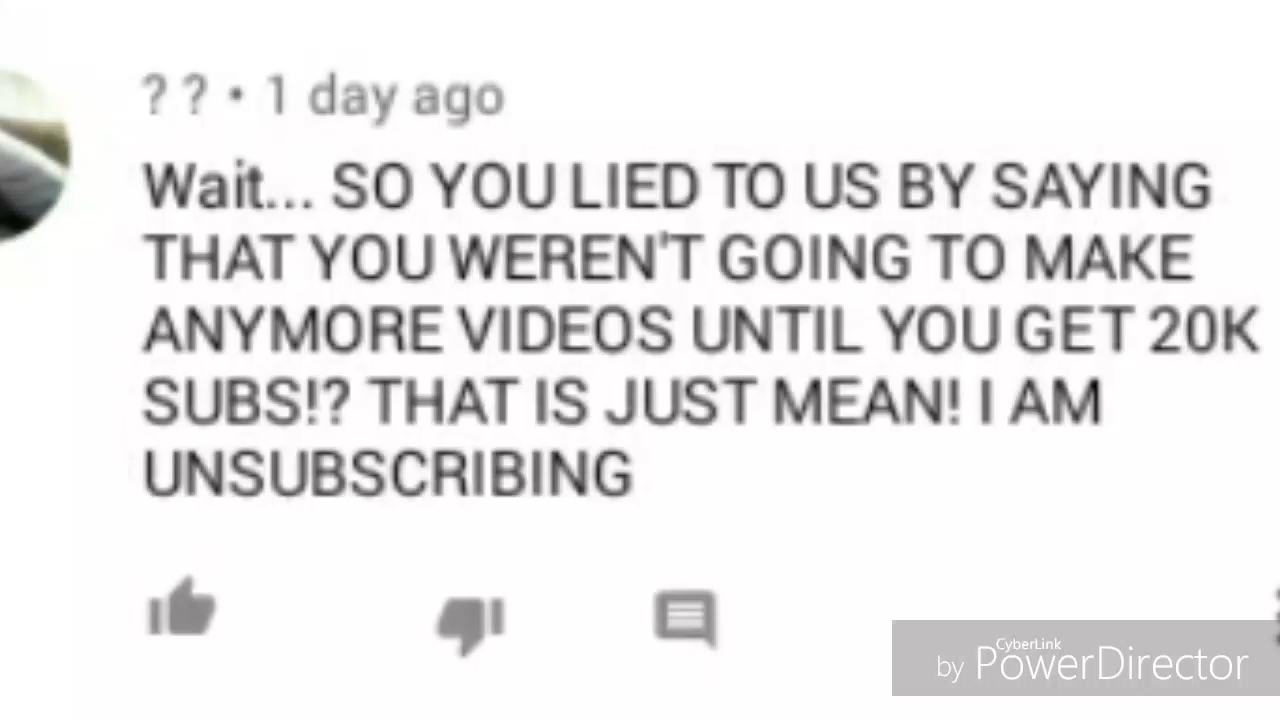 ? ? • 1 day ago
Wait... SO YOU LIED TO US BY SAYING
THAT YOU WEREN'T GOING TO MAKE
ANYMORE VIDEOS UNTIL YOU GET 20K
SUBS!? THAT IS JUST MEAN! I AM
UNSUBSCRIBING
CyberLink
by PowerDirector